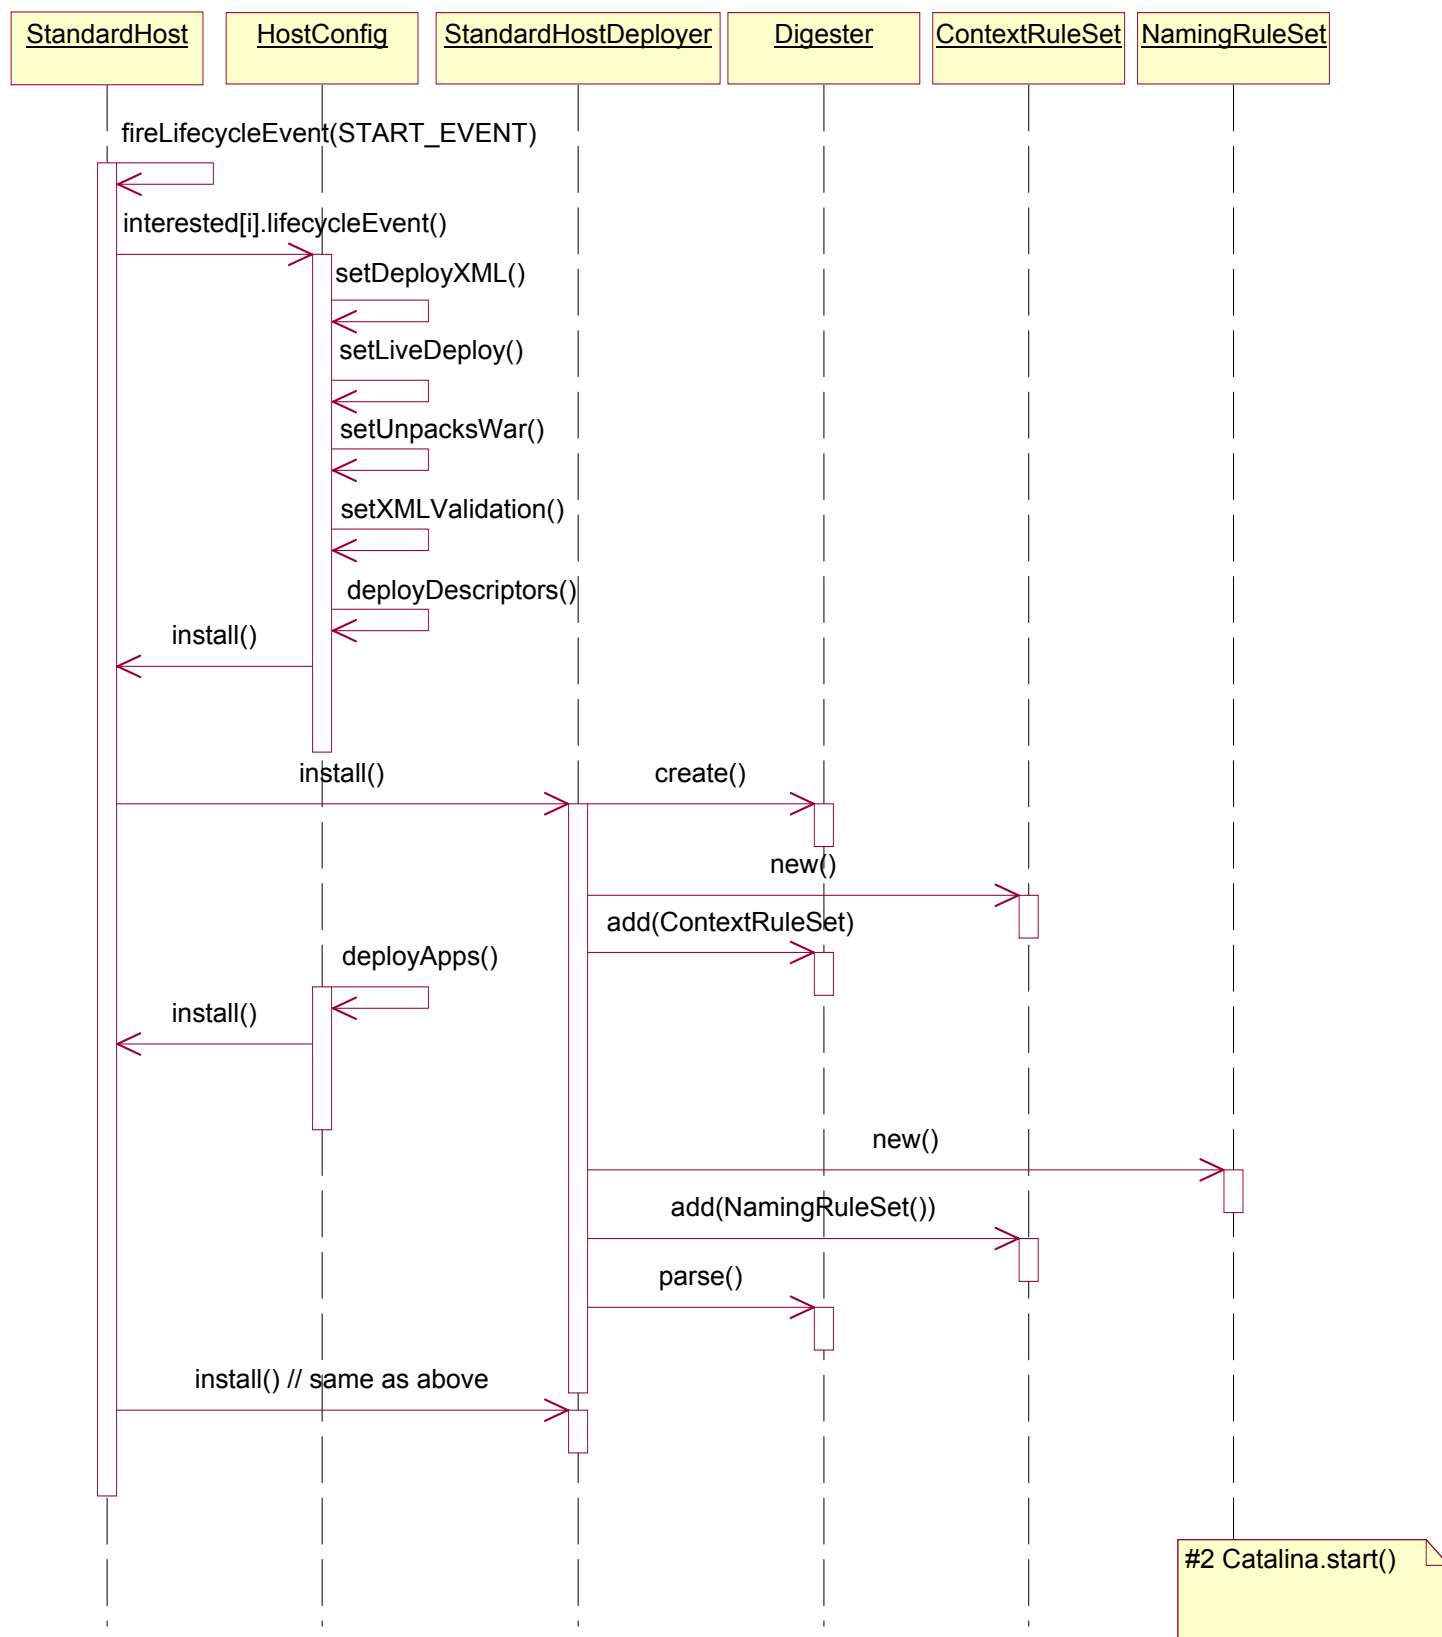 StandardHost
HostConfig
StandardHostDeployer
Digester
ContextRuleSet
NamingRuleSet
fireLifecycleEvent(START_EVENT)
interested[i].lifecycleEvent()
setDeployXML()
setLiveDeploy()
setUnpacksWar()
setXMLValidation()
deployDescriptors()
install()
install()
create()
new()
add(ContextRuleSet)
deployApps()
install()
new()
add(NamingRuleSet())
parse()
install() // same as above
#2 Catalina.start()